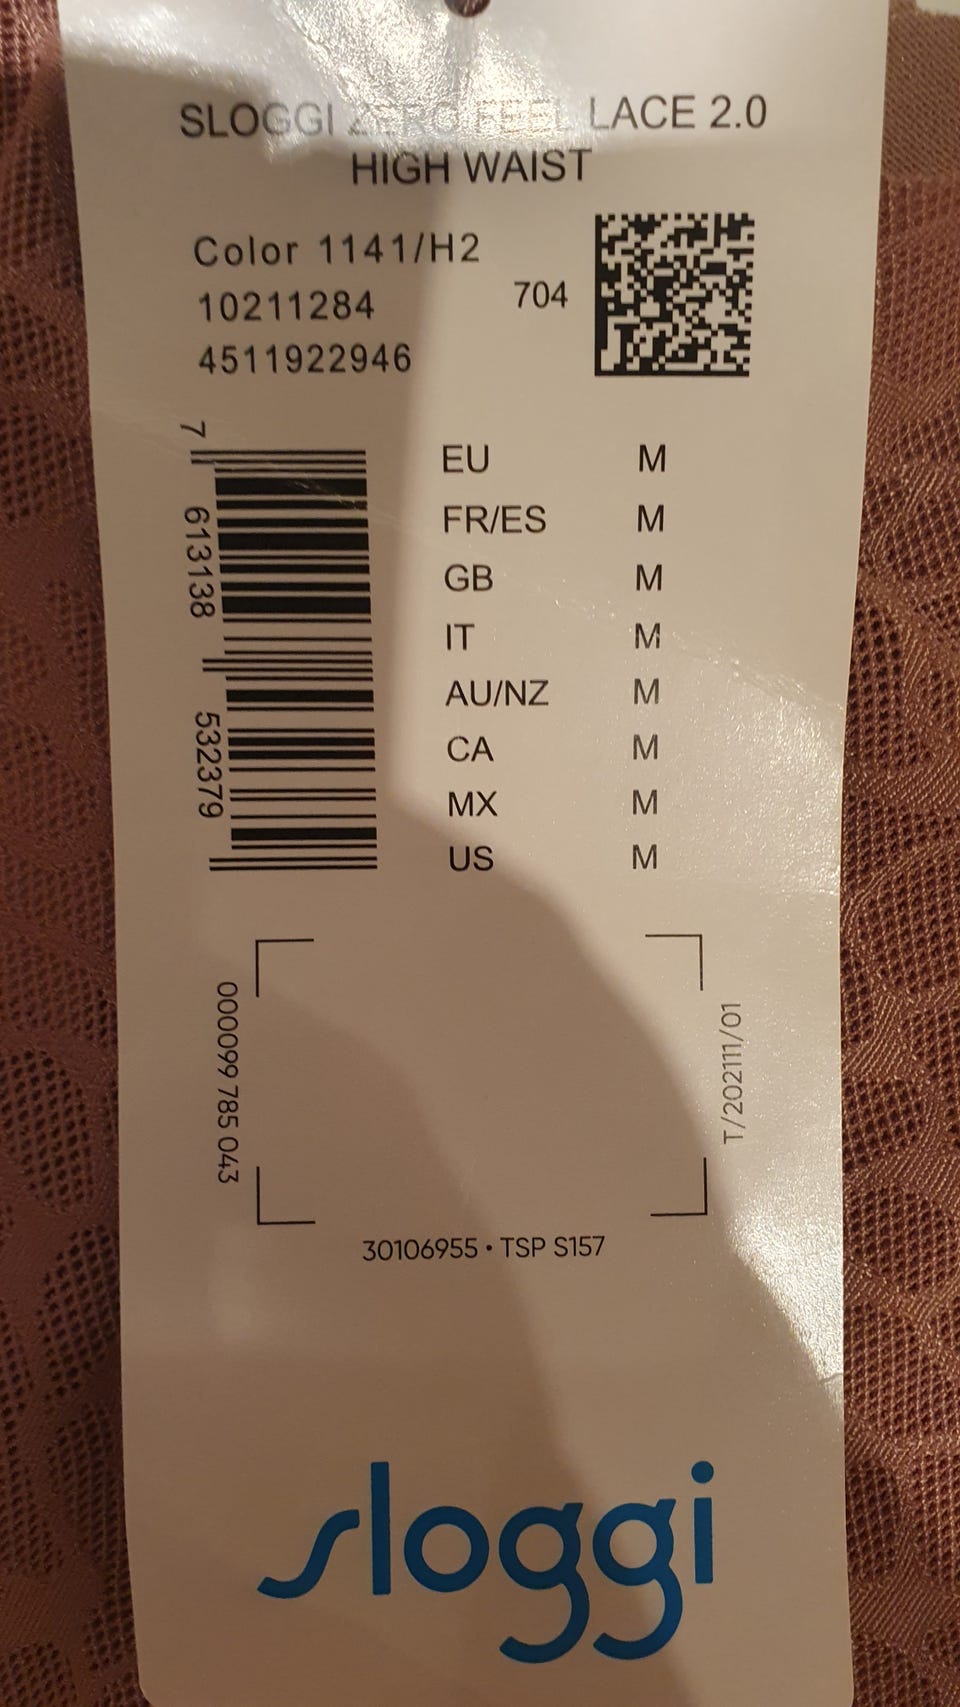 SLOGGI ZERO FEEL LACE 2.0
HIGH WAIST
Color 1141/H2
10211284
704
4511922946
7 613138 532379
EU M
FR/ES M
GB M
IT M
AU/NZ M
CA M
MX M
US M
000099 785 043
T/202111/01
30106955 • TSP S157
sloggi